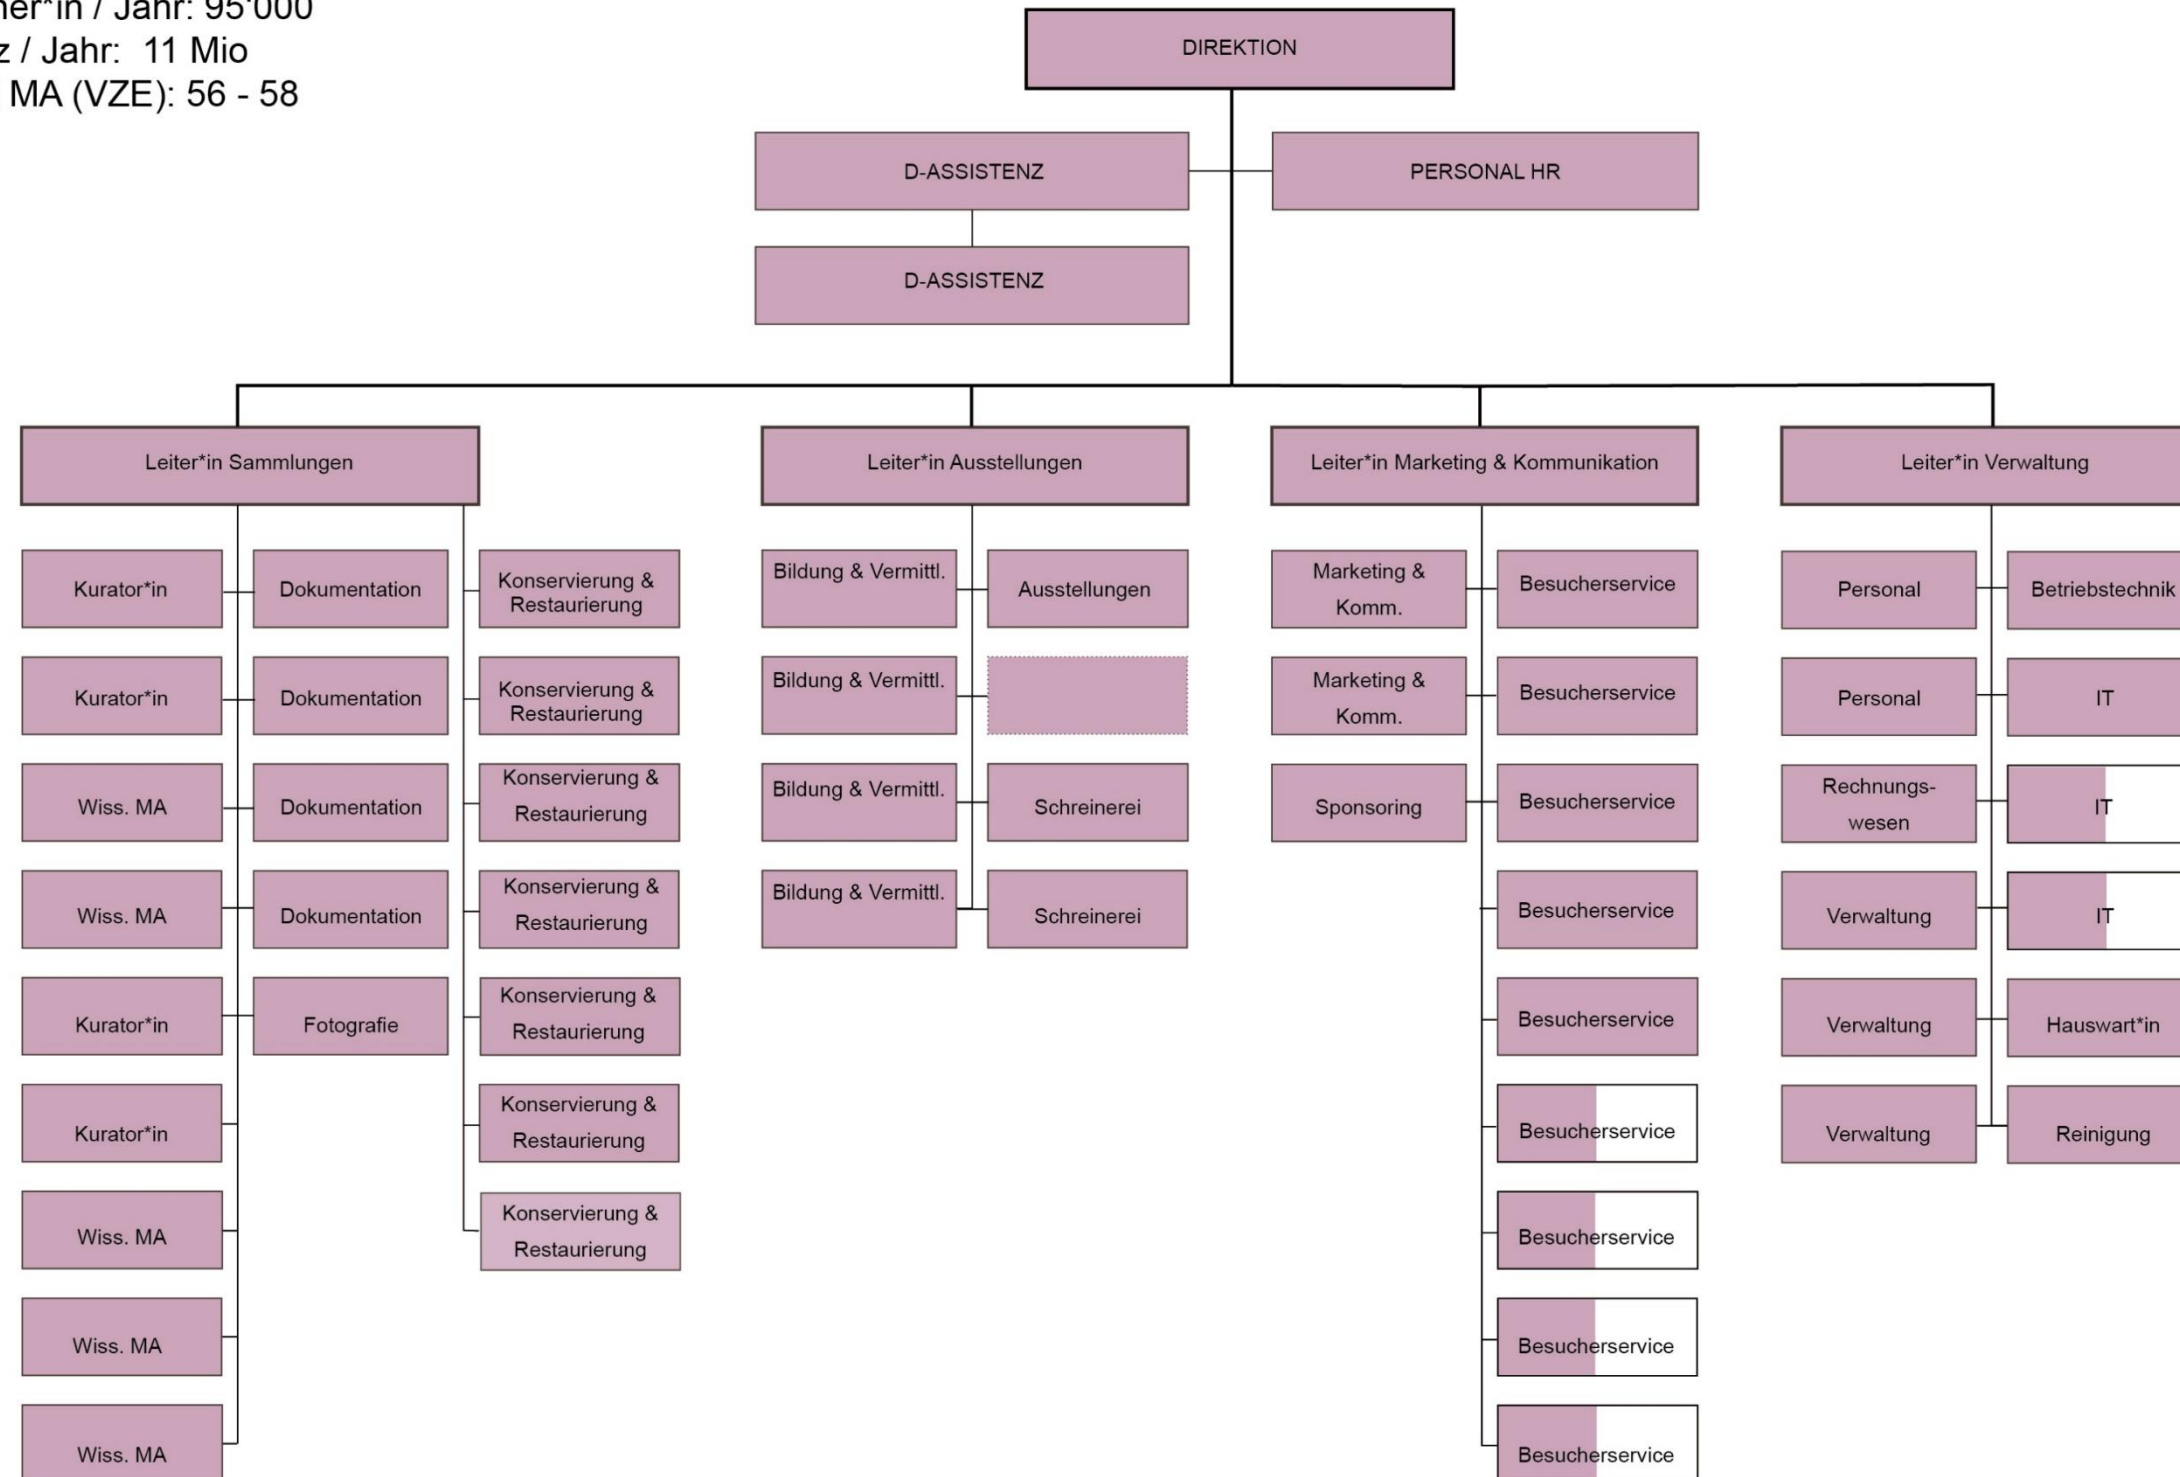 / Jahr: 95'000
/ Jahr: 11 Mio
MA (VZE): 56 - 58
DIREKTION
D-ASSISTENZ
PERSONAL HR
D-ASSISTENZ
Leiter*in Sammlungen
Leiter*in Ausstellungen
Leiter*in Marketing & Kommunikation
Leiter*in Verwaltung
Kurator*in
Dokumentation
Konservierung &
Restaurierung
Kurator*in
Dokumentation
Konservierung &
Restaurierung
Wiss. MA
Dokumentation
Konservierung &
Restaurierung
Wiss. MA
Dokumentation
Konservierung &
Restaurierung
Kurator*in
Fotografie
Konservierung &
Restaurierung
Kurator*in
Konservierung &
Restaurierung
Wiss. MA
Konservierung &
Restaurierung
Wiss. MA
Wiss. MA
Bildung & Vermittl.
Ausstellungen
Bildung & Vermittl.
Bildung & Vermittl.
Schreinerei
Bildung & Vermittl.
Schreinerei
Marketing &
Komm.
Besucherservice
Marketing &
Komm.
Besucherservice
Sponsoring
Besucherservice
Besucherservice
Besucherservice
Besucherservice
Besucherservice
Besucherservice
Besucherservice
Personal
Betriebstechnik
Personal
IT
Rechnungs-
wesen
IT
Verwaltung
IT
Verwaltung
Hauswart*in
Verwaltung
Reinigung